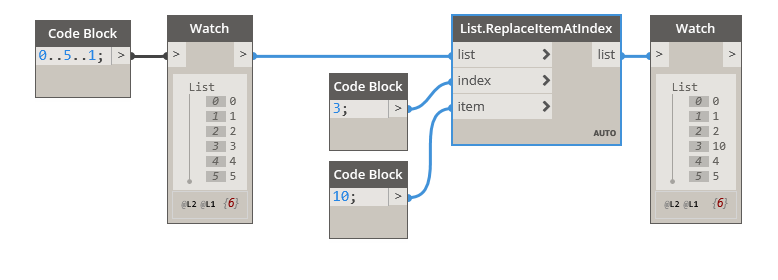 Code Block
0..5..1; >
Watch
> >
List
0 0
1 1
2 2
3 3
4 4
5 5
@L2 @L1 {6}
Code Block
3; >
Code Block
10; >
List.ReplaceItemAtIndex
list > list
index >
item >
AUTO
Watch
> >
List
0 0
1 1
2 2
3 10
4 4
5 5
@L2 @L1 {6}